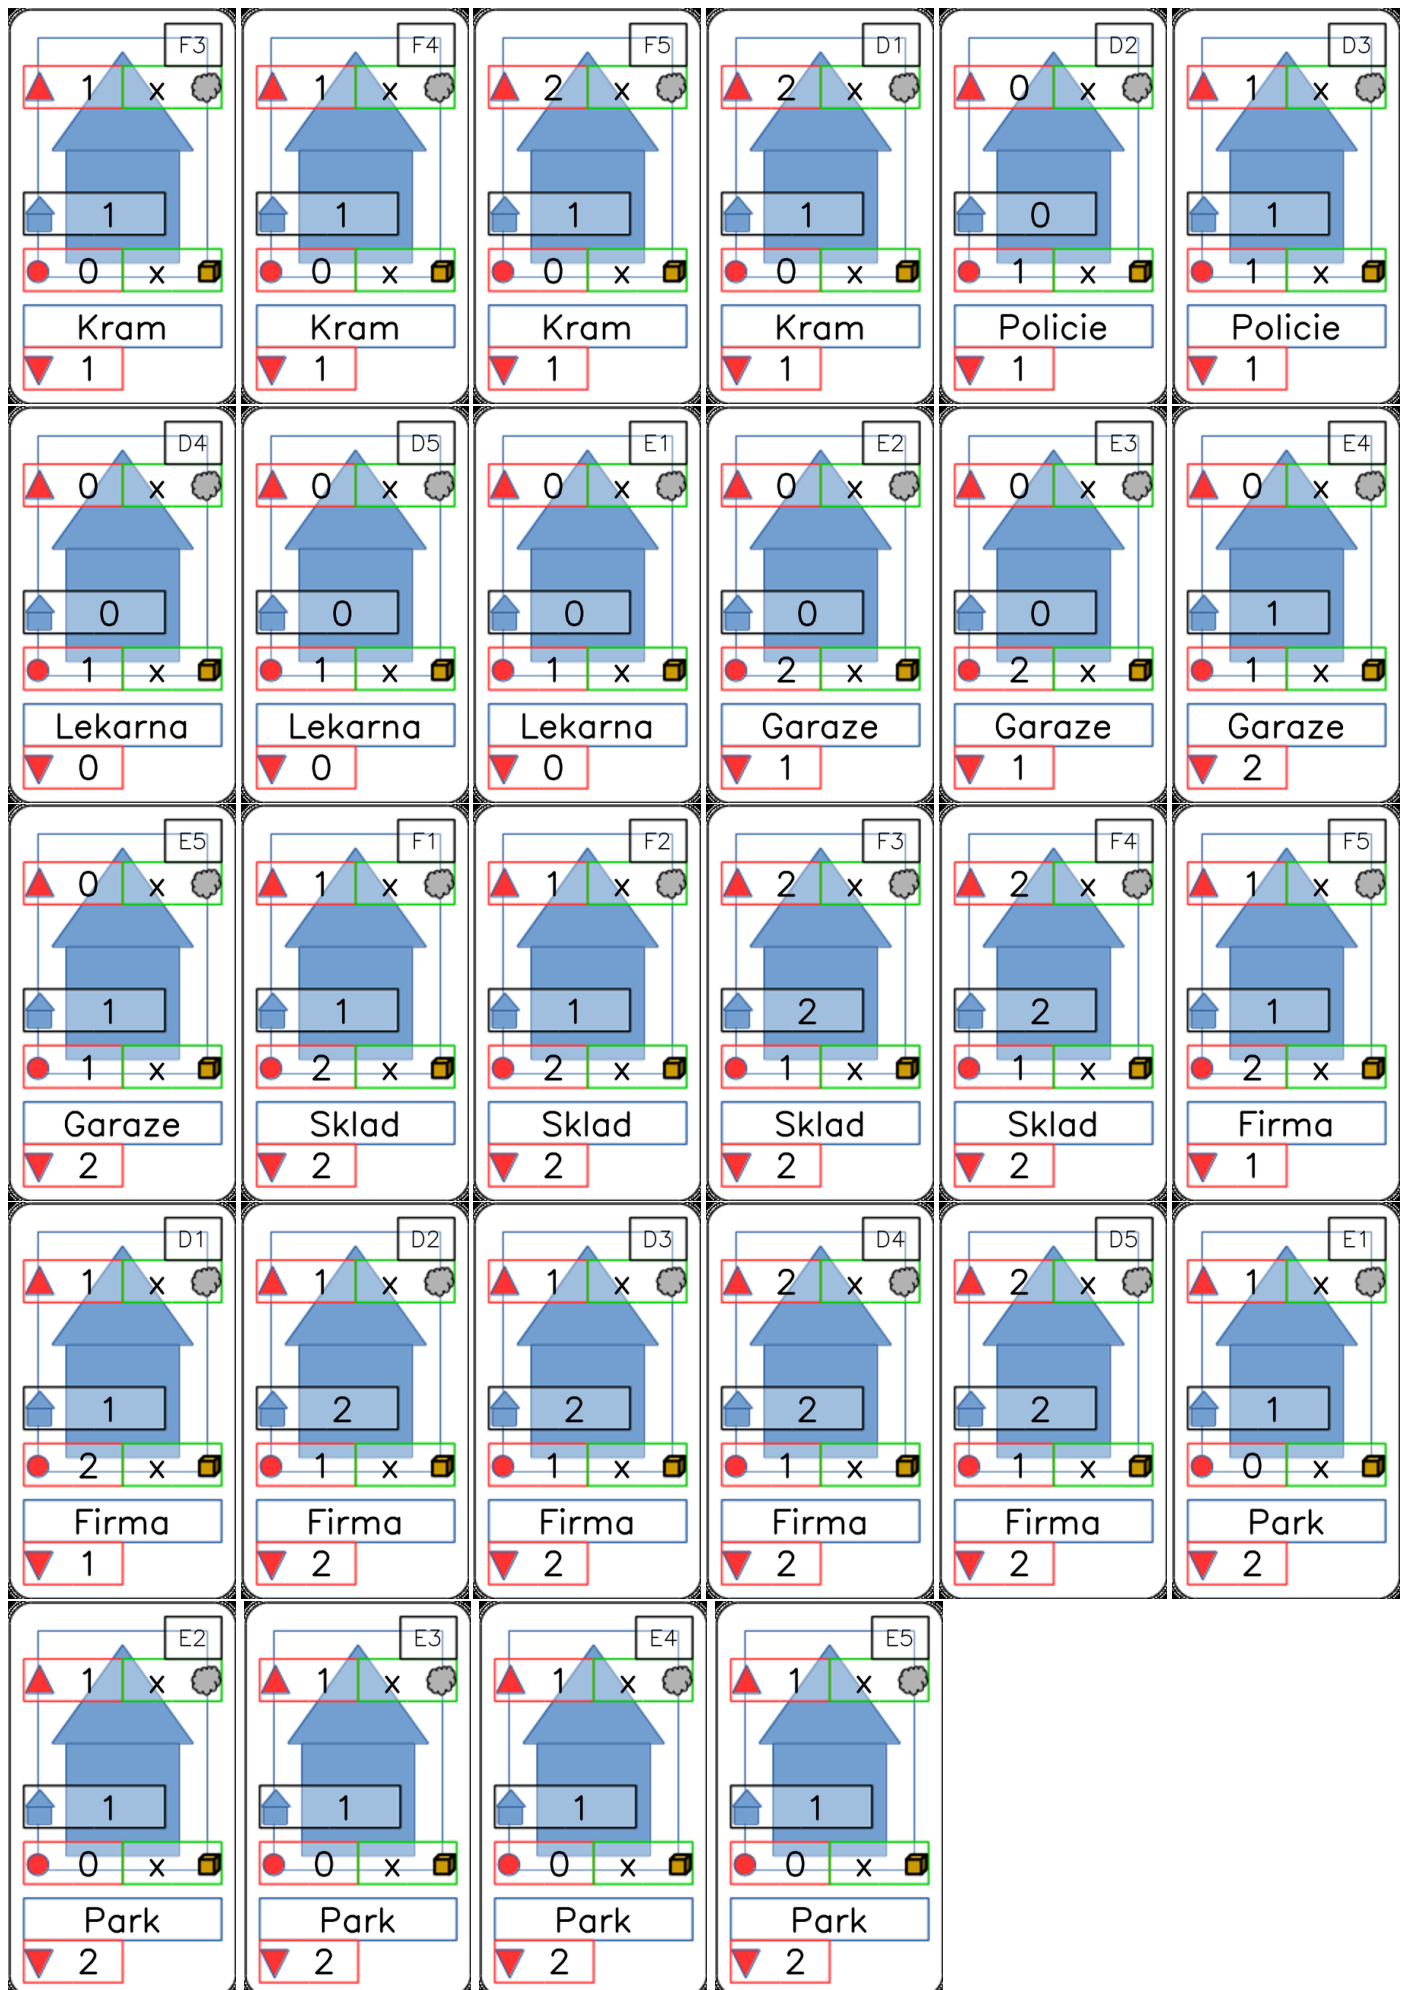 F3
1 x
1
0 x
Kram
1
F4
1 x
1
0 x
Kram
1
F5
2 x
1
0 x
Kram
1
D1
2 x
1
0 x
Kram
1
D2
0 x
0
1 x
Policie
1
D3
1 x
1
1 x
Policie
1
D4
0 x
0
1 x
Lekarna
0
D5
0 x
0
1 x
Lekarna
0
E1
0 x
0
1 x
Lekarna
0
E2
0 x
0
2 x
Garaze
1
E3
0 x
0
2 x
Garaze
1
E4
0 x
1
1 x
Garaze
2
E5
0 x
1
1 x
Garaze
2
F1
1 x
1
2 x
Sklad
2
F2
1 x
1
2 x
Sklad
2
F3
2 x
2
1 x
Sklad
2
F4
2 x
2
1 x
Sklad
2
F5
1 x
1
2 x
Firma
1
D1
1 x
1
2 x
Firma
1
D2
1 x
2
1 x
Firma
2
D3
1 x
2
1 x
Firma
2
D4
2 x
2
1 x
Firma
2
D5
2 x
2
1 x
Firma
2
E1
1 x
1
0 x
Park
2
E2
1 x
1
0 x
Park
2
E3
1 x
1
0 x
Park
2
E4
1 x
1
0 x
Park
2
E5
1 x
1
0 x
Park
2